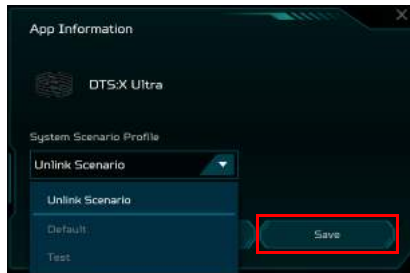 App Information
DTS:X Ultra
System Scenario Profile
Unlink Scenario
Unlink Scenario
Default
Test
Save